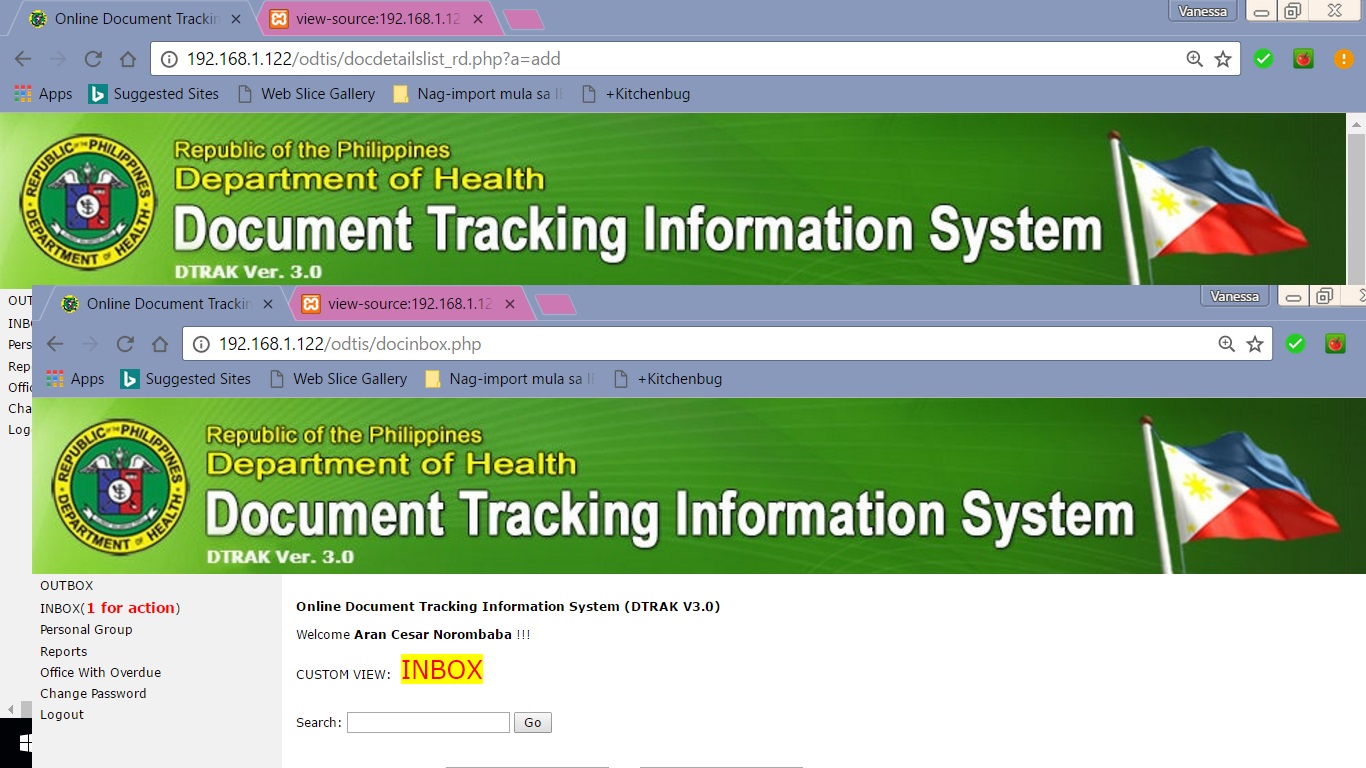 Online Document Trackin
view-source:192.168.1.12
Vanessa
192.168.1.122/odtis/docdetailslist_rd.php?a=add
Apps
Suggested Sites
Web Slice Gallery
Nag-import mula sa I
+Kitchenbug
REPUBLIC OF THE PHILIPPINES
DEPARTMENT OF HEALTH
Republic of the Philippines
Department of Health
Document Tracking Information System
DTRAK Ver. 3.0
OUT
INB
Pers
Rep
Offi
Cha
Log
Online Document Trackin
view-source:192.168.1.12
Vanessa
192.168.1.122/odtis/docinbox.php
Apps
Suggested Sites
Web Slice Gallery
Nag-import mula sa I
+Kitchenbug
REPUBLIC OF THE PHILIPPINES
DEPARTMENT OF HEALTH
Republic of the Philippines
Department of Health
Document Tracking Information System
DTRAK Ver. 3.0
OUTBOX
INBOX(1 for action)
Personal Group
Reports
Office With Overdue
Change Password
Logout
Online Document Tracking Information System (DTRAK V3.0)
Welcome Aran Cesar Norombaba !!!
CUSTOM VIEW: INBOX
Search: Go